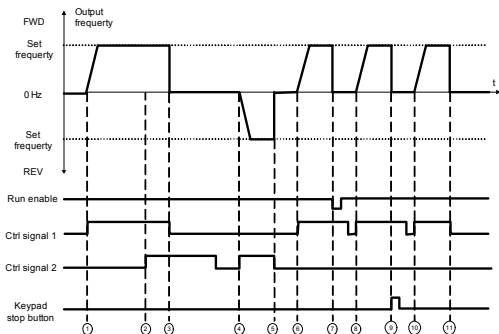 FWD
Output
frequerty
Set
frequerty
0 Hz
t
Set
frequerty
REV
Run enable
Ctrl signal 1
Ctrl signal 2
Keypad
stop button
1 2 3 4 5 6 7 8 9 10 11